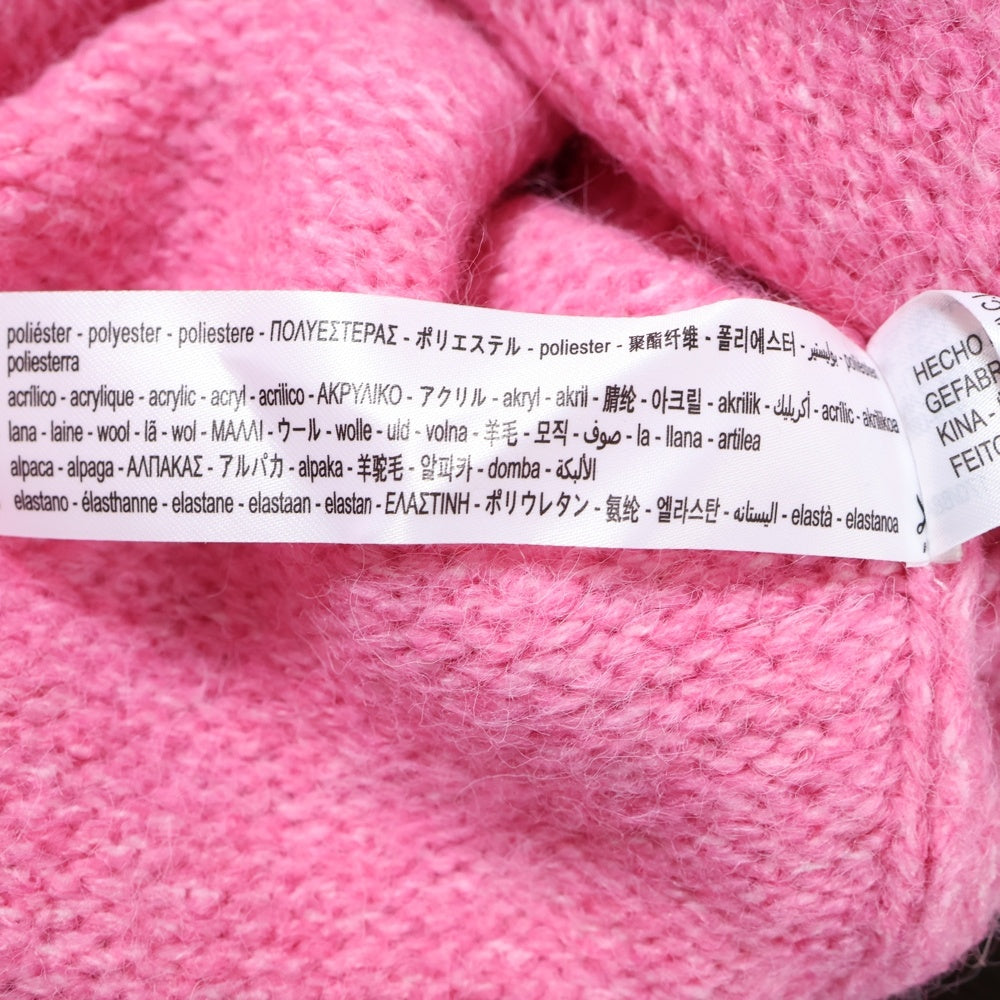 poliéster - polyester - poliestere - ΠΟΛΥΕΣΤΕΡΑΣ - ポリエステル - poliester - 聚酯纤维 - 폴리에스터 - بوليستر -
poliesterra
acrílico - acrylique - acrylic - acryl - acrilico - ΑΚΡΥΛΙΚΟ - アクリル - akryl - akril - 腈纶 - 아크릴 - akrilik - أكريليك - acrílic - akrilikoa
lana - laine - wool - lã - wol - ΜΑΛΛΙ - ウール - wolle - uld - volna - 羊毛 - 모직 - صوف - la - llana - artilea
alpaca - alpaga - ΑΛΠΑΚΑΣ - アルパカ - alpaka - 羊驼毛 - 알파카 - domba - الألبكة
elastano - élasthanne - elastane - elastaan - elastan - ΕΛΑΣΤΙΝΗ - ポリウレタン - 氨纶 - 엘라스탄 - اليستانه - elastà - elastanoa
HECHO
GEFABR
KINA -
FEITO